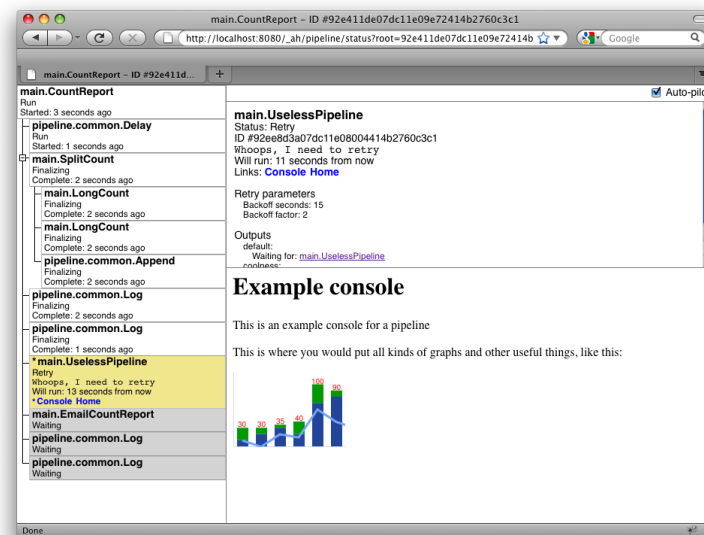 main.CountReport – ID #92e411de07dc11e09e72414b2760c3c1
http://localhost:8080/_ah/pipeline/status?root=92e411de07dc11e09e72414b
Google
main.CountReport – ID #92e411d...
+
main.CountReport
Run
Started: 3 seconds ago
pipeline.common.Delay
Run
Started: 1 seconds ago
main.SplitCount
Finalizing
Complete: 2 seconds ago
main.LongCount
Finalizing
Complete: 2 seconds ago
main.LongCount
Finalizing
Complete: 2 seconds ago
pipeline.common.Append
Finalizing
Complete: 2 seconds ago
pipeline.common.Log
Finalizing
Complete: 2 seconds ago
pipeline.common.Log
Finalizing
Complete: 1 seconds ago
*main.UselessPipeline
Retry
Whoops, I need to retry
Will run: 13 seconds from now
*Console Home
main.EmailCountReport
Waiting
pipeline.common.Log
Waiting
pipeline.common.Log
Waiting
Auto-pilo
main.UselessPipeline
Status: Retry
ID #92ee8d3a07dc11e08004414b2760c3c1
Whoops, I need to retry
Will run: 11 seconds from now
Links: Console Home
Retry parameters
Backoff seconds: 15
Backoff factor: 2
Outputs
default:
Waiting for: main.UselessPipeline
coolness:
Example console
This is an example console for a pipeline
This is where you would put all kinds of graphs and other useful things, like this:
30 30 35 40 100 90
Done